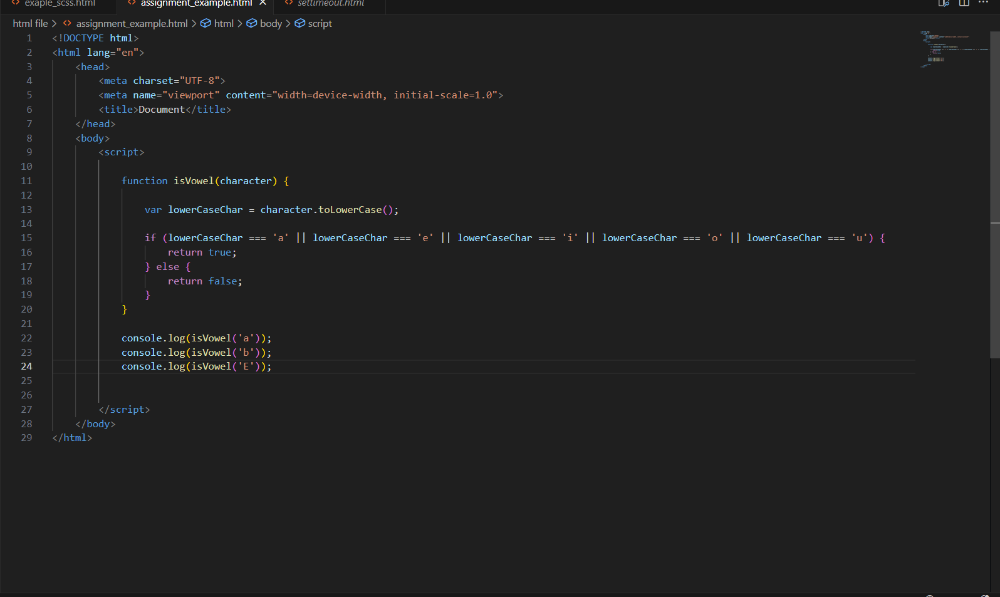 exaple_scss.html assignment_example.html settimeout.html
html file > assignment_example.html > html > body > script
1 <!DOCTYPE html>
2 <html lang="en">
3 <head>
4 <meta charset="UTF-8">
5 <meta name="viewport" content="width=device-width, initial-scale=1.0">
6 <title>Document</title>
7 </head>
8 <body>
9 <script>
10
11 function isVowel(character) {
12
13 var lowerCaseChar = character.toLowerCase();
14
15 if (lowerCaseChar === 'a' || lowerCaseChar === 'e' || lowerCaseChar === 'i' || lowerCaseChar === 'o' || lowerCaseChar === 'u') {
16 return true;
17 } else {
18 return false;
19 }
20 }
21
22 console.log(isVowel('a'));
23 console.log(isVowel('b'));
24 console.log(isVowel('E'));
25
26
27 </script>
28 </body>
29 </html>